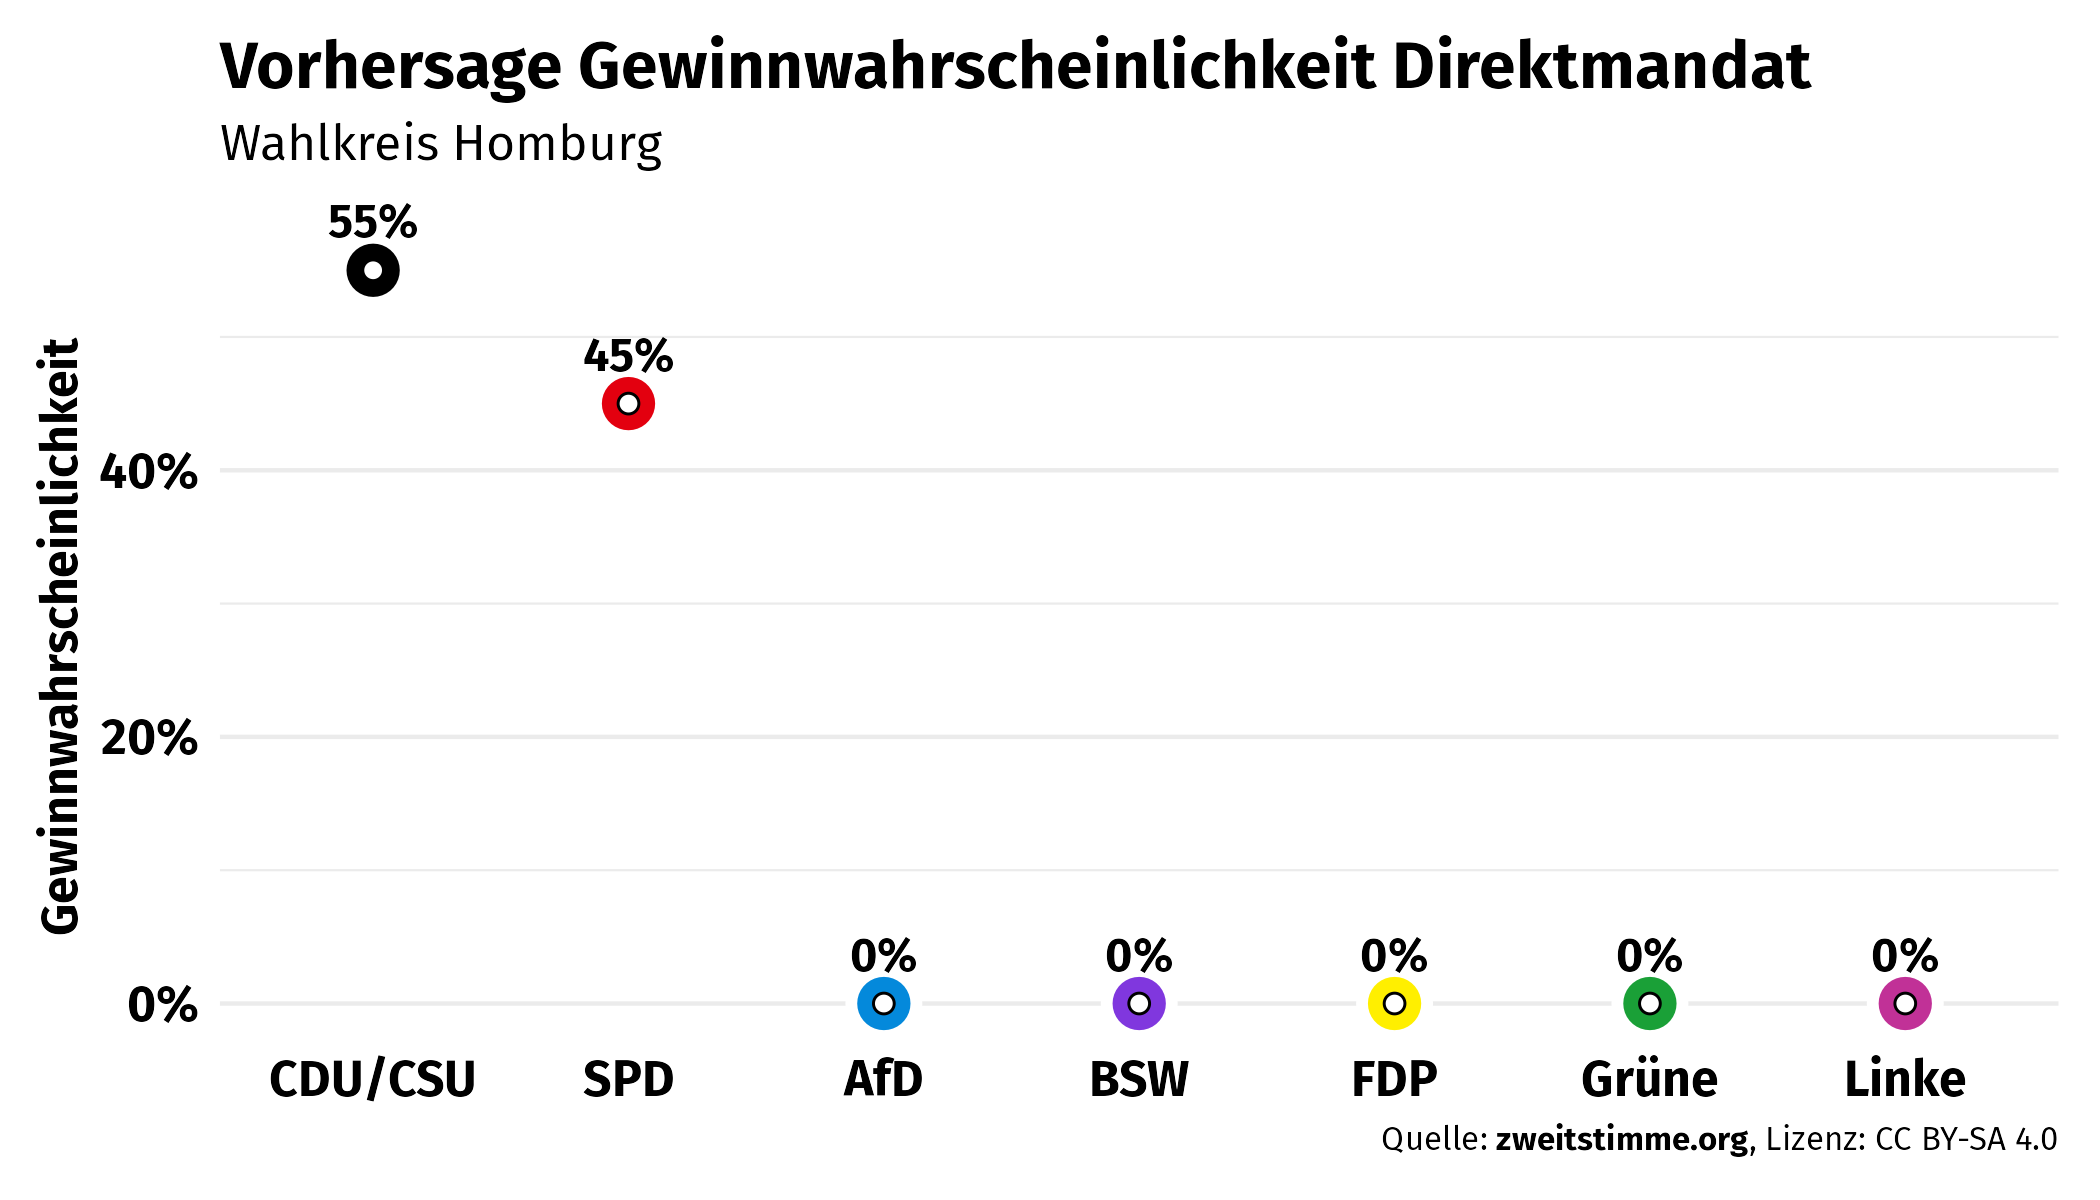 Vorhersage Gewinnwahrscheinlichkeit Direktmandat
Wahlkreis Homburg
55%
45%
Gewinnwahrscheinlichkeit
40%
20%
0% 0% 0% 0% 0%
0%
CDU/CSU SPD AfD BSW FDP Grüne Linke
Quelle: zweitstimme.org, Lizenz: CC BY-SA 4.0